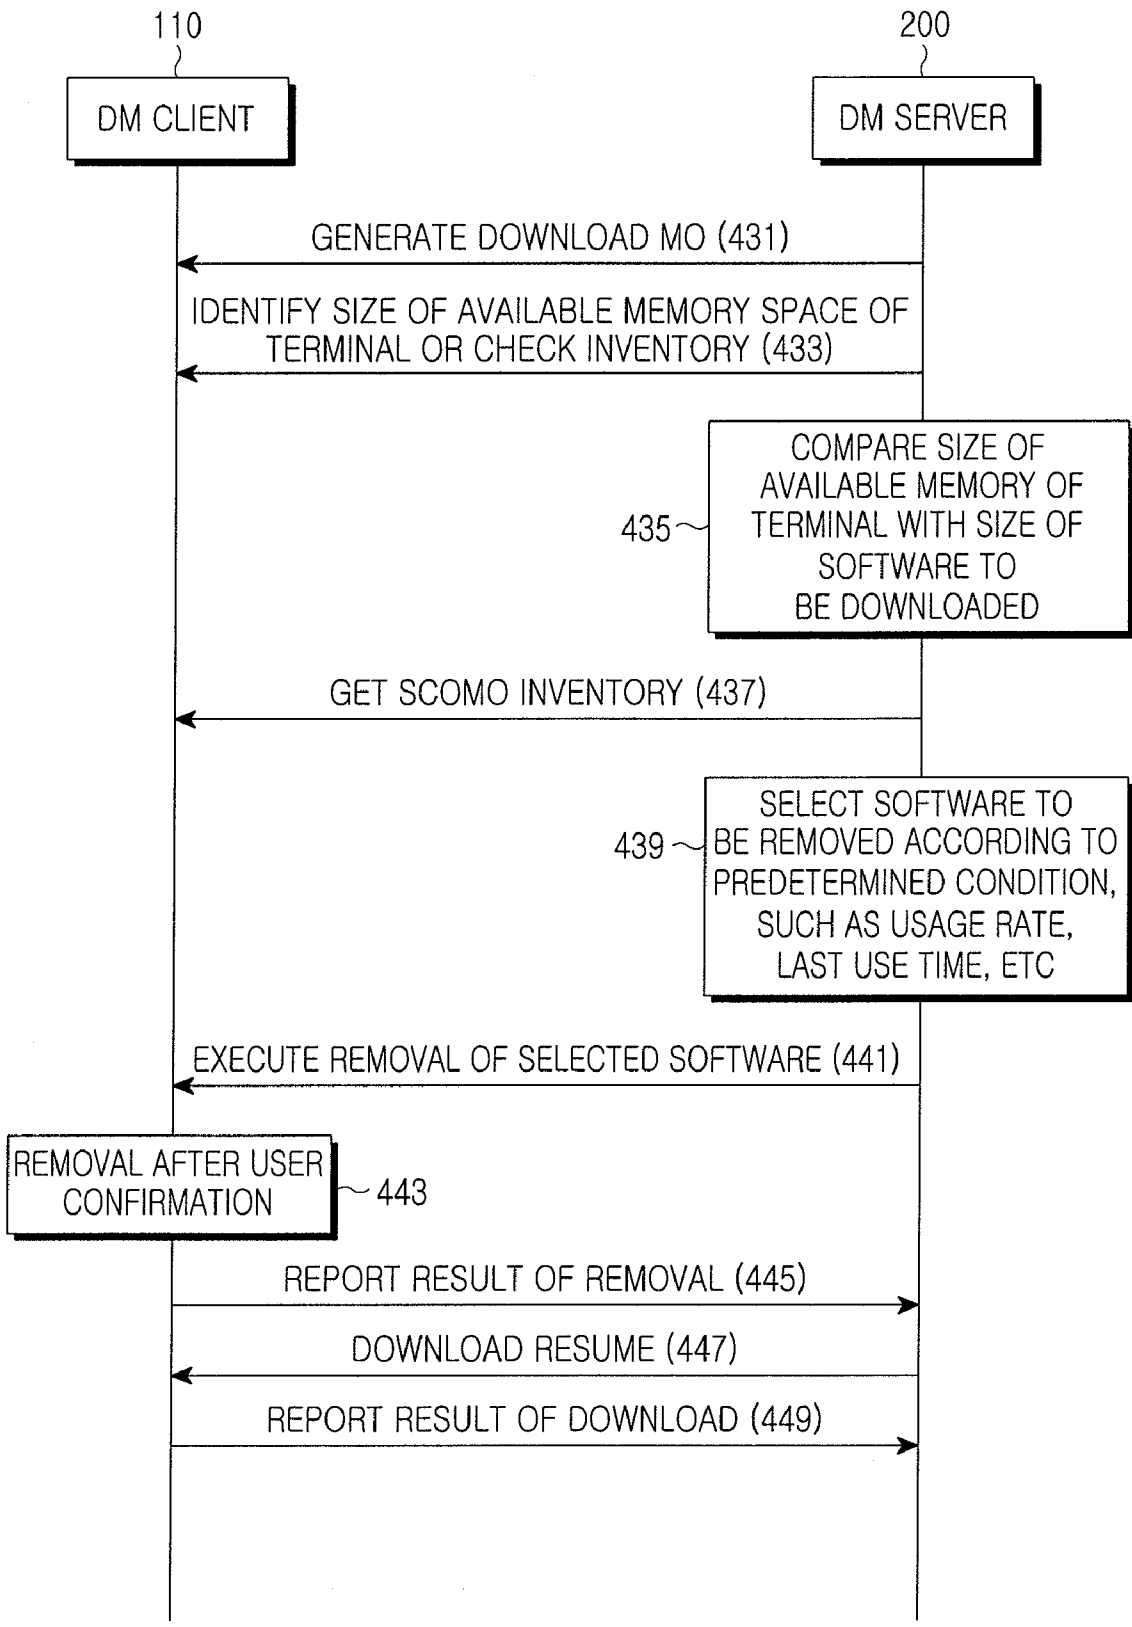 110
200
DM CLIENT
DM SERVER
GENERATE DOWNLOAD MO (431)
IDENTIFY SIZE OF AVAILABLE MEMORY SPACE OF
TERMINAL OR CHECK INVENTORY (433)
COMPARE SIZE OF
AVAILABLE MEMORY OF
TERMINAL WITH SIZE OF
SOFTWARE TO
BE DOWNLOADED
435
GET SCOMO INVENTORY (437)
SELECT SOFTWARE TO
BE REMOVED ACCORDING TO
PREDETERMINED CONDITION,
SUCH AS USAGE RATE,
LAST USE TIME, ETC
439
EXECUTE REMOVAL OF SELECTED SOFTWARE (441)
REMOVAL AFTER USER
CONFIRMATION
443
REPORT RESULT OF REMOVAL (445)
DOWNLOAD RESUME (447)
REPORT RESULT OF DOWNLOAD (449)